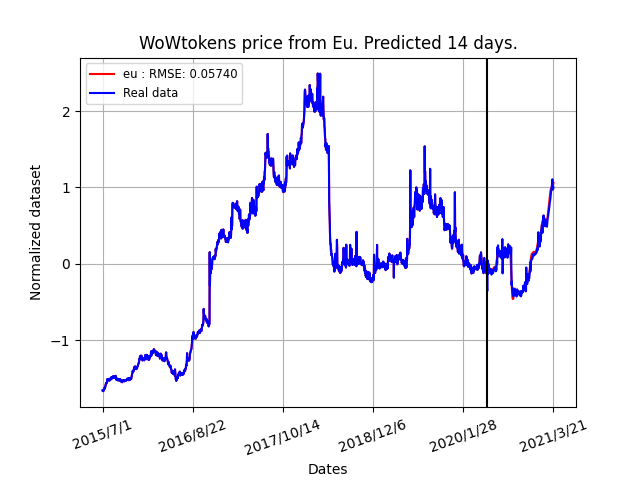 WoWtokens price from Eu. Predicted 14 days.
eu : RMSE: 0.05740
Real data
Normalized dataset
2
1
0
−1
2015/7/1
2016/8/22
2017/10/14
2018/12/6
2020/1/28
2021/3/21
Dates